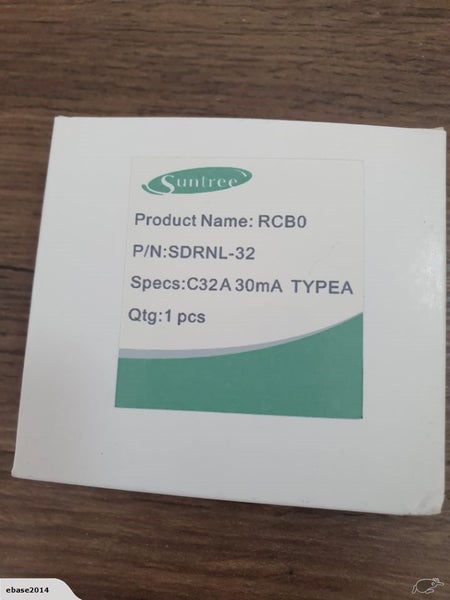 Suntree
Product Name: RCB0
P/N:SDRNL-32
Specs:C32A 30mA TYPEA
Qtg:1 pcs
ebase2014